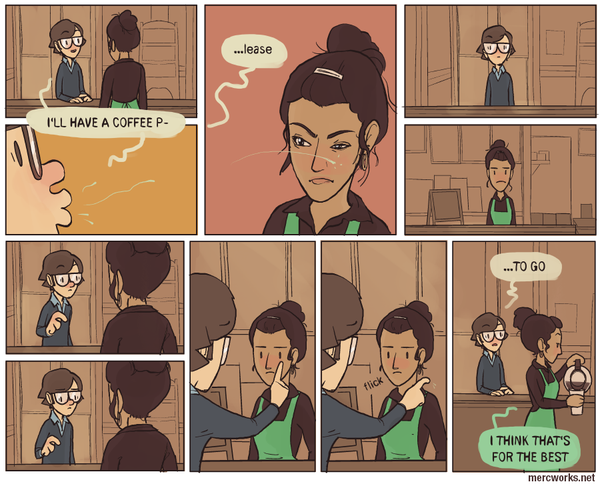 I'LL HAVE A COFFEE P-
...lease
flick
...TO GO
I THINK THAT'S
FOR THE BEST
mercworks.net